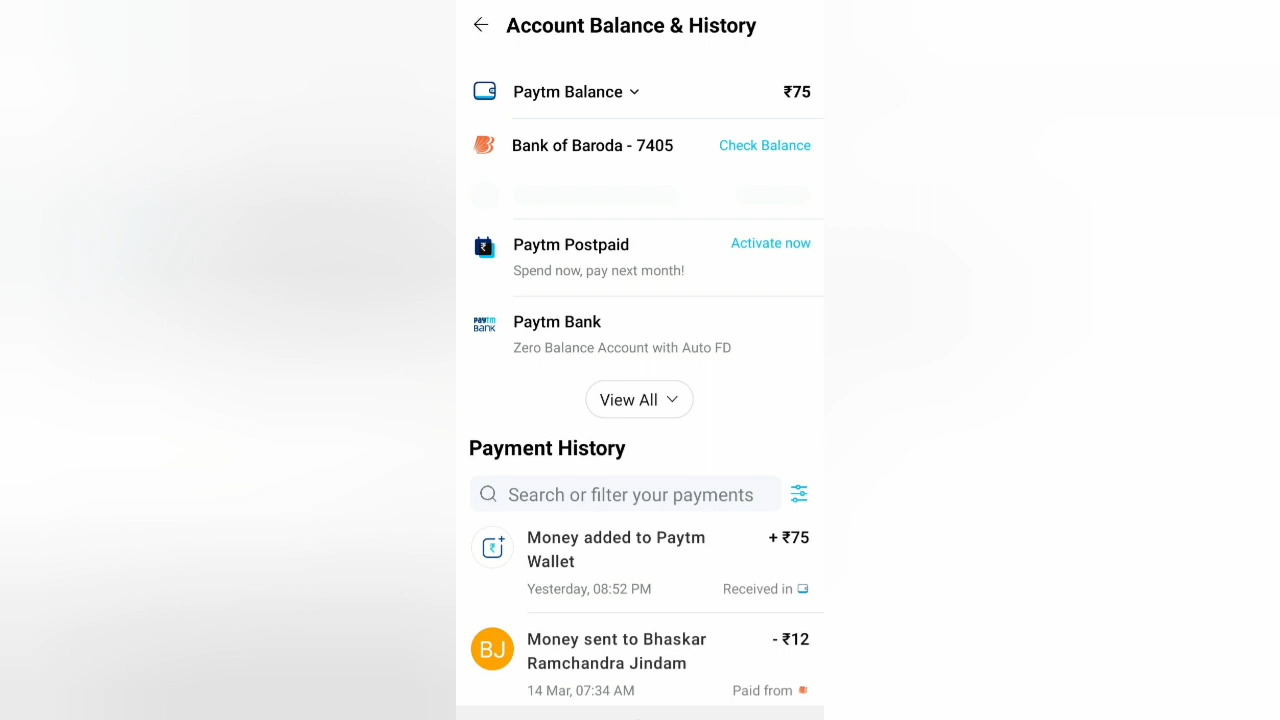 Account Balance & History
Paytm Balance ₹75
Bank of Baroda - 7405 Check Balance
₹ Paytm Postpaid Activate now
Spend now, pay next month!
paytm BANK Paytm Bank
Zero Balance Account with Auto FD
View All
Payment History
Search or filter your payments
₹ Money added to Paytm + ₹75
Wallet
Yesterday, 08:52 PM Received in
BJ Money sent to Bhaskar - ₹12
Ramchandra Jindam
14 Mar, 07:34 AM Paid from